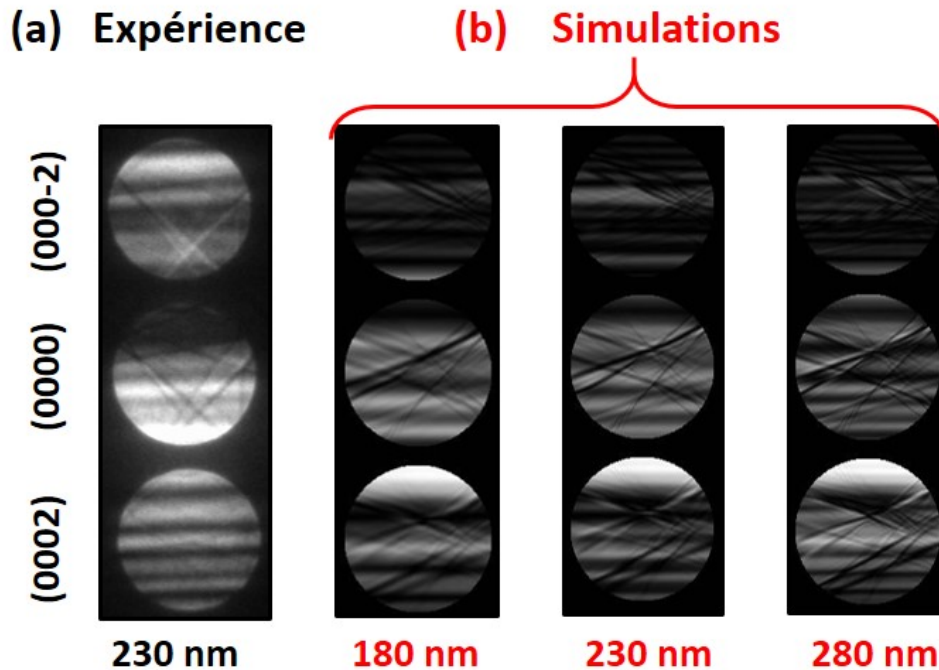 (a) Expérience
(b) Simulations
(000-2)
(0000)
(0002)
230 nm
180 nm
230 nm
280 nm